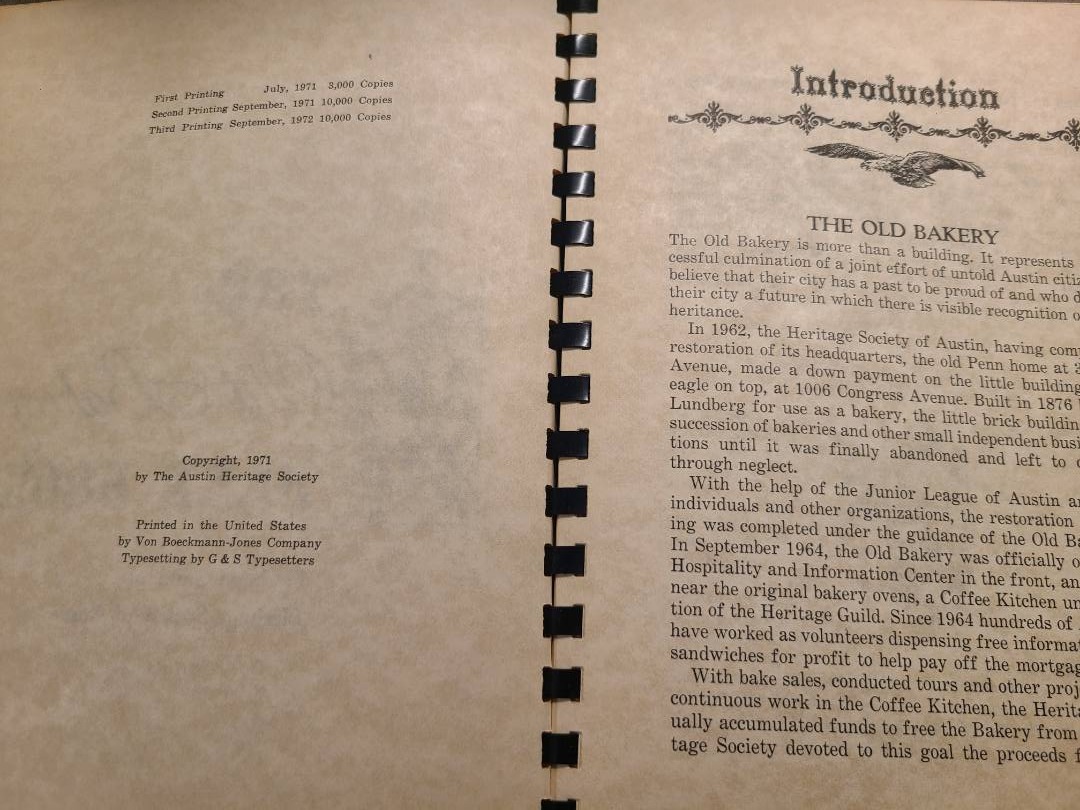 First Printing July, 1971 3,000 Copies
Second Printing September, 1971 10,000 Copies
Third Printing September, 1972 10,000 Copies
Copyright, 1971
by The Austin Heritage Society
Printed in the United States
by Von Boeckmann-Jones Company
Typesetting by G & S Typesetters
Introduction
THE OLD BAKERY
The Old Bakery is more than a building. It represents
cessful culmination of a joint effort of untold Austin citiz
believe that their city has a past to be proud of and who d
their city a future in which there is visible recognition o
heritance.
In 1962, the Heritage Society of Austin, having com
restoration of its headquarters, the old Penn home at 3
Avenue, made a down payment on the little building
eagle on top, at 1006 Congress Avenue. Built in 1876
Lundberg for use as a bakery, the little brick buildin
succession of bakeries and other small independent busi
tions until it was finally abandoned and left to
through neglect.
With the help of the Junior League of Austin a
individuals and other organizations, the restoration
ing was completed under the guidance of the Old Ba
In September 1964, the Old Bakery was officially o
Hospitality and Information Center in the front, an
near the original bakery ovens, a Coffee Kitchen un
tion of the Heritage Guild. Since 1964 hundreds of
have worked as volunteers dispensing free informa
sandwiches for profit to help pay off the mortgag
With bake sales, conducted tours and other proj
continuous work in the Coffee Kitchen, the Herita
ually accumulated funds to free the Bakery from
tage Society devoted to this goal the proceeds f